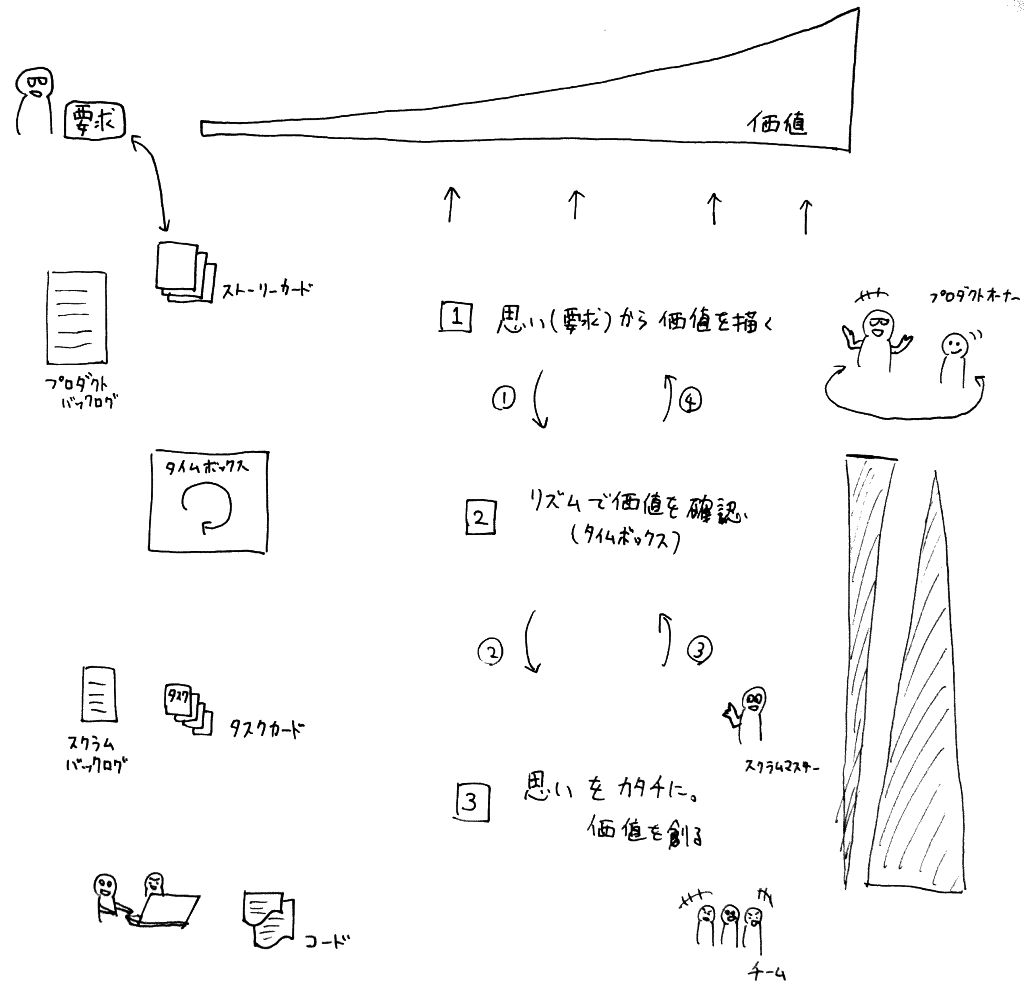 要求
価値
ストーリーカード
プロダクト
バックログ
1 思い(要求)から価値を描く
プロダクトオーナー
① ④
タイムボックス
2 リズムで価値を確認
(タイムボックス)
② ③
タスク
タスクカード
スクラム
バックログ
スクラムマスター
3 思いをカタチに。
価値を創る
コード
チーム